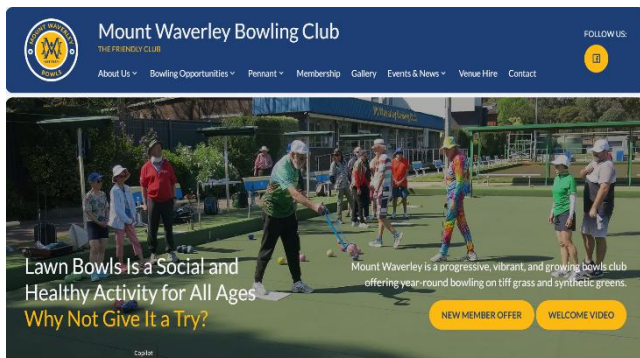 MOUNT WAVERLEY
BOWLS
Mount Waverley Bowling Club
THE FRIENDLY CLUB
FOLLOW US:
About Us
Bowling Opportunities
Pennant
Membership
Gallery
Events & News
Venue Hire
Contact
Lawn Bowls Is a Social and
Healthy Activity for All Ages
Why Not Give It a Try?
Mount Waverley is a progressive, vibrant, and growing bowls club
offering year-round bowling on tiff grass and synthetic greens.
NEW MEMBER OFFER
WELCOME VIDEO
Copilot